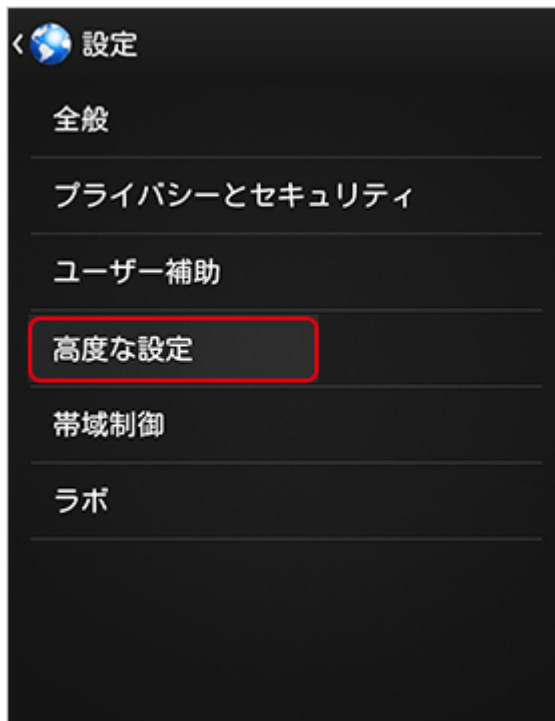 設定
全般
プライバシーとセキュリティ
ユーザー補助
高度な設定
帯域制御
ラボ